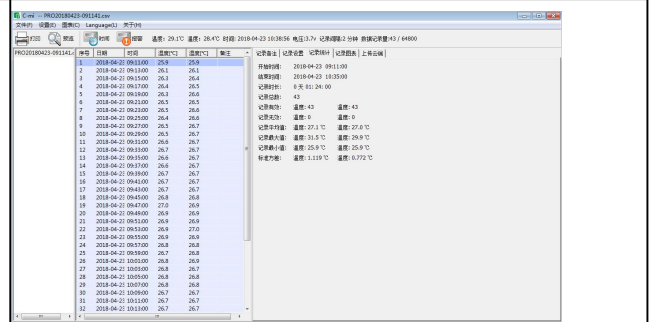 C-mi -- PRO20180423-091141.csv
文件(F) 设置(E) 图象(C) Language(L) 关于(H)
打印 预览 时间 报警 温度: 29.1℃ 温度: 28.4℃ 时间: 2018-04-23 10:38:56 电压:3.7v 记录间隔:2 分钟 数据记录量:43 / 64800
PRO20180423-091141.c 序号 日期 时间 温度[℃] 温度[℃] 备注
记录备注 记录设置 记录统计 记录图表 上传云端
1 2018-04-23 09:11:00 25.9 25.9
2 2018-04-23 09:13:00 26.1 26.1
3 2018-04-23 09:15:00 26.3 26.4
4 2018-04-23 09:17:00 26.4 26.5
5 2018-04-23 09:19:00 26.3 26.6
6 2018-04-23 09:21:00 26.5 26.5
7 2018-04-23 09:23:00 26.5 26.6
8 2018-04-23 09:25:00 26.4 26.6
9 2018-04-23 09:27:00 26.5 26.7
10 2018-04-23 09:29:00 26.5 26.7
11 2018-04-23 09:31:00 26.6 26.7
12 2018-04-23 09:33:00 26.7 26.7
13 2018-04-23 09:35:00 26.6 26.7
14 2018-04-23 09:37:00 26.6 26.7
15 2018-04-23 09:39:00 26.7 26.7
16 2018-04-23 09:41:00 26.7 26.7
17 2018-04-23 09:43:00 26.7 26.7
18 2018-04-23 09:45:00 26.8 26.8
19 2018-04-23 09:47:00 27.0 26.9
20 2018-04-23 09:49:00 26.9 26.9
21 2018-04-23 09:51:00 26.9 26.9
22 2018-04-23 09:53:00 26.9 27.0
23 2018-04-23 09:55:00 26.9 26.9
24 2018-04-23 09:57:00 26.8 26.8
25 2018-04-23 09:59:00 26.7 26.8
26 2018-04-23 10:01:00 26.8 26.9
27 2018-04-23 10:03:00 26.8 26.7
28 2018-04-23 10:05:00 26.8 26.8
29 2018-04-23 10:07:00 26.8 26.8
30 2018-04-23 10:09:00 26.7 26.7
31 2018-04-23 10:11:00 26.7 26.7
32 2018-04-23 10:13:00 26.7 26.7
开始时间: 2018-04-23 09:11:00
结束时间: 2018-04-23 10:35:00
记录时长: 0 天 01:24:00
记录总数: 43
记录有效: 温度: 43 温度: 43
记录无效: 温度: 0 温度: 0
记录平均值: 温度: 27.1 ℃ 温度: 27.0 ℃
记录最大值: 温度: 31.5 ℃ 温度: 29.9 ℃
记录最小值: 温度: 25.9 ℃ 温度: 25.9 ℃
标准方差: 温度: 1.119 ℃ 温度: 0.772 ℃